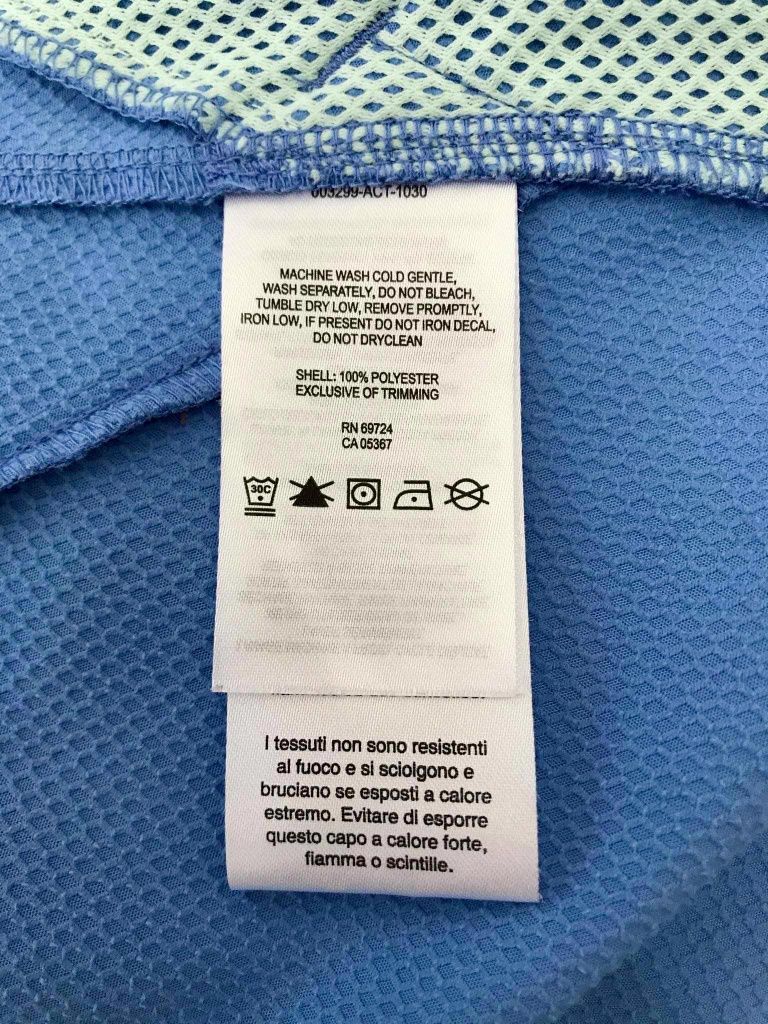 003299-ACT-1030
MACHINE WASH COLD GENTLE,
WASH SEPARATELY, DO NOT BLEACH,
TUMBLE DRY LOW, REMOVE PROMPTLY,
IRON LOW, IF PRESENT DO NOT IRON DECAL,
DO NOT DRYCLEAN
SHELL: 100% POLYESTER
EXCLUSIVE OF TRIMMING
RN 69724
CA 05367
30C
I tessuti non sono resistenti
al fuoco e si sciolgono e
bruciano se esposti a calore
estremo. Evitare di esporre
questo capo a calore forte,
fiamma o scintille.